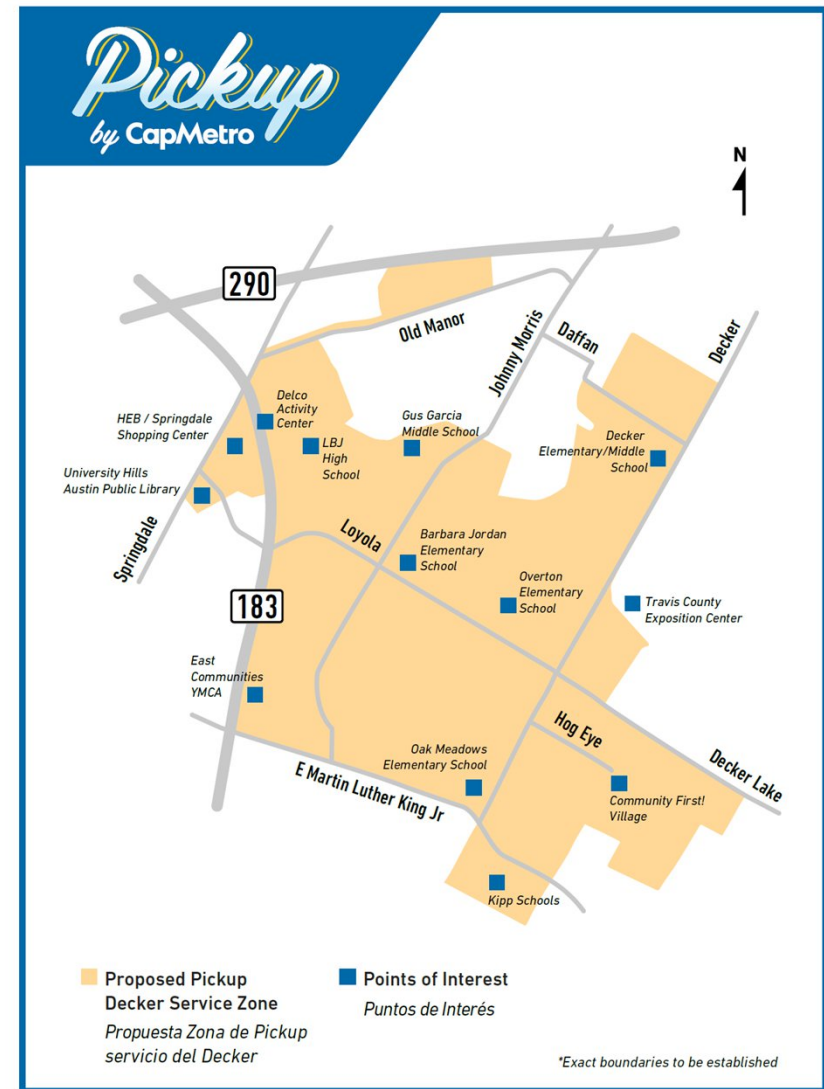 Pickup
by CapMetro
N
290
Old Manor
Johnny Morris
Daffan
Decker
HEB / Springdale
Shopping Center
Delco
Activity
Center
LBJ
High
School
Gus Garcia
Middle School
Decker
Elementary/Middle
School
University Hills
Austin Public Library
Springdale
Loyola
Barbara Jordan
Elementary
School
Overton
Elementary
School
Travis County
Exposition Center
183
East
Communities
YMCA
Hog Eye
Decker Lake
Oak Meadows
Elementary School
E Martin Luther King Jr
Community First!
Village
Kipp Schools
Proposed Pickup
Decker Service Zone
Propuesta Zona de Pickup
servicio del Decker
Points of Interest
Puntos de Interés
*Exact boundaries to be established